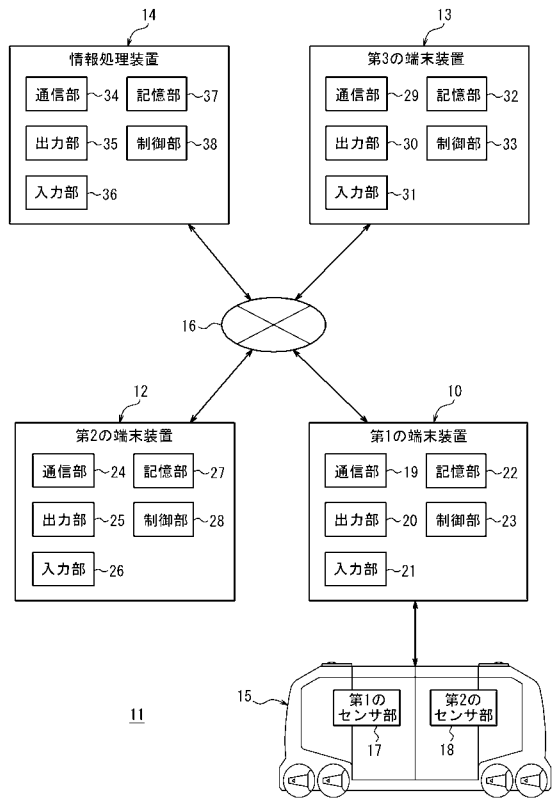 14
情報処理装置
通信部 34
記憶部 37
出力部 35
制御部 38
入力部 36
13
第3の端末装置
通信部 29
記憶部 32
出力部 30
制御部 33
入力部 31
16
12
第2の端末装置
通信部 24
記憶部 27
出力部 25
制御部 28
入力部 26
10
第1の端末装置
通信部 19
記憶部 22
出力部 20
制御部 23
入力部 21
11
15
第1の
センサ部
17
第2の
センサ部
18